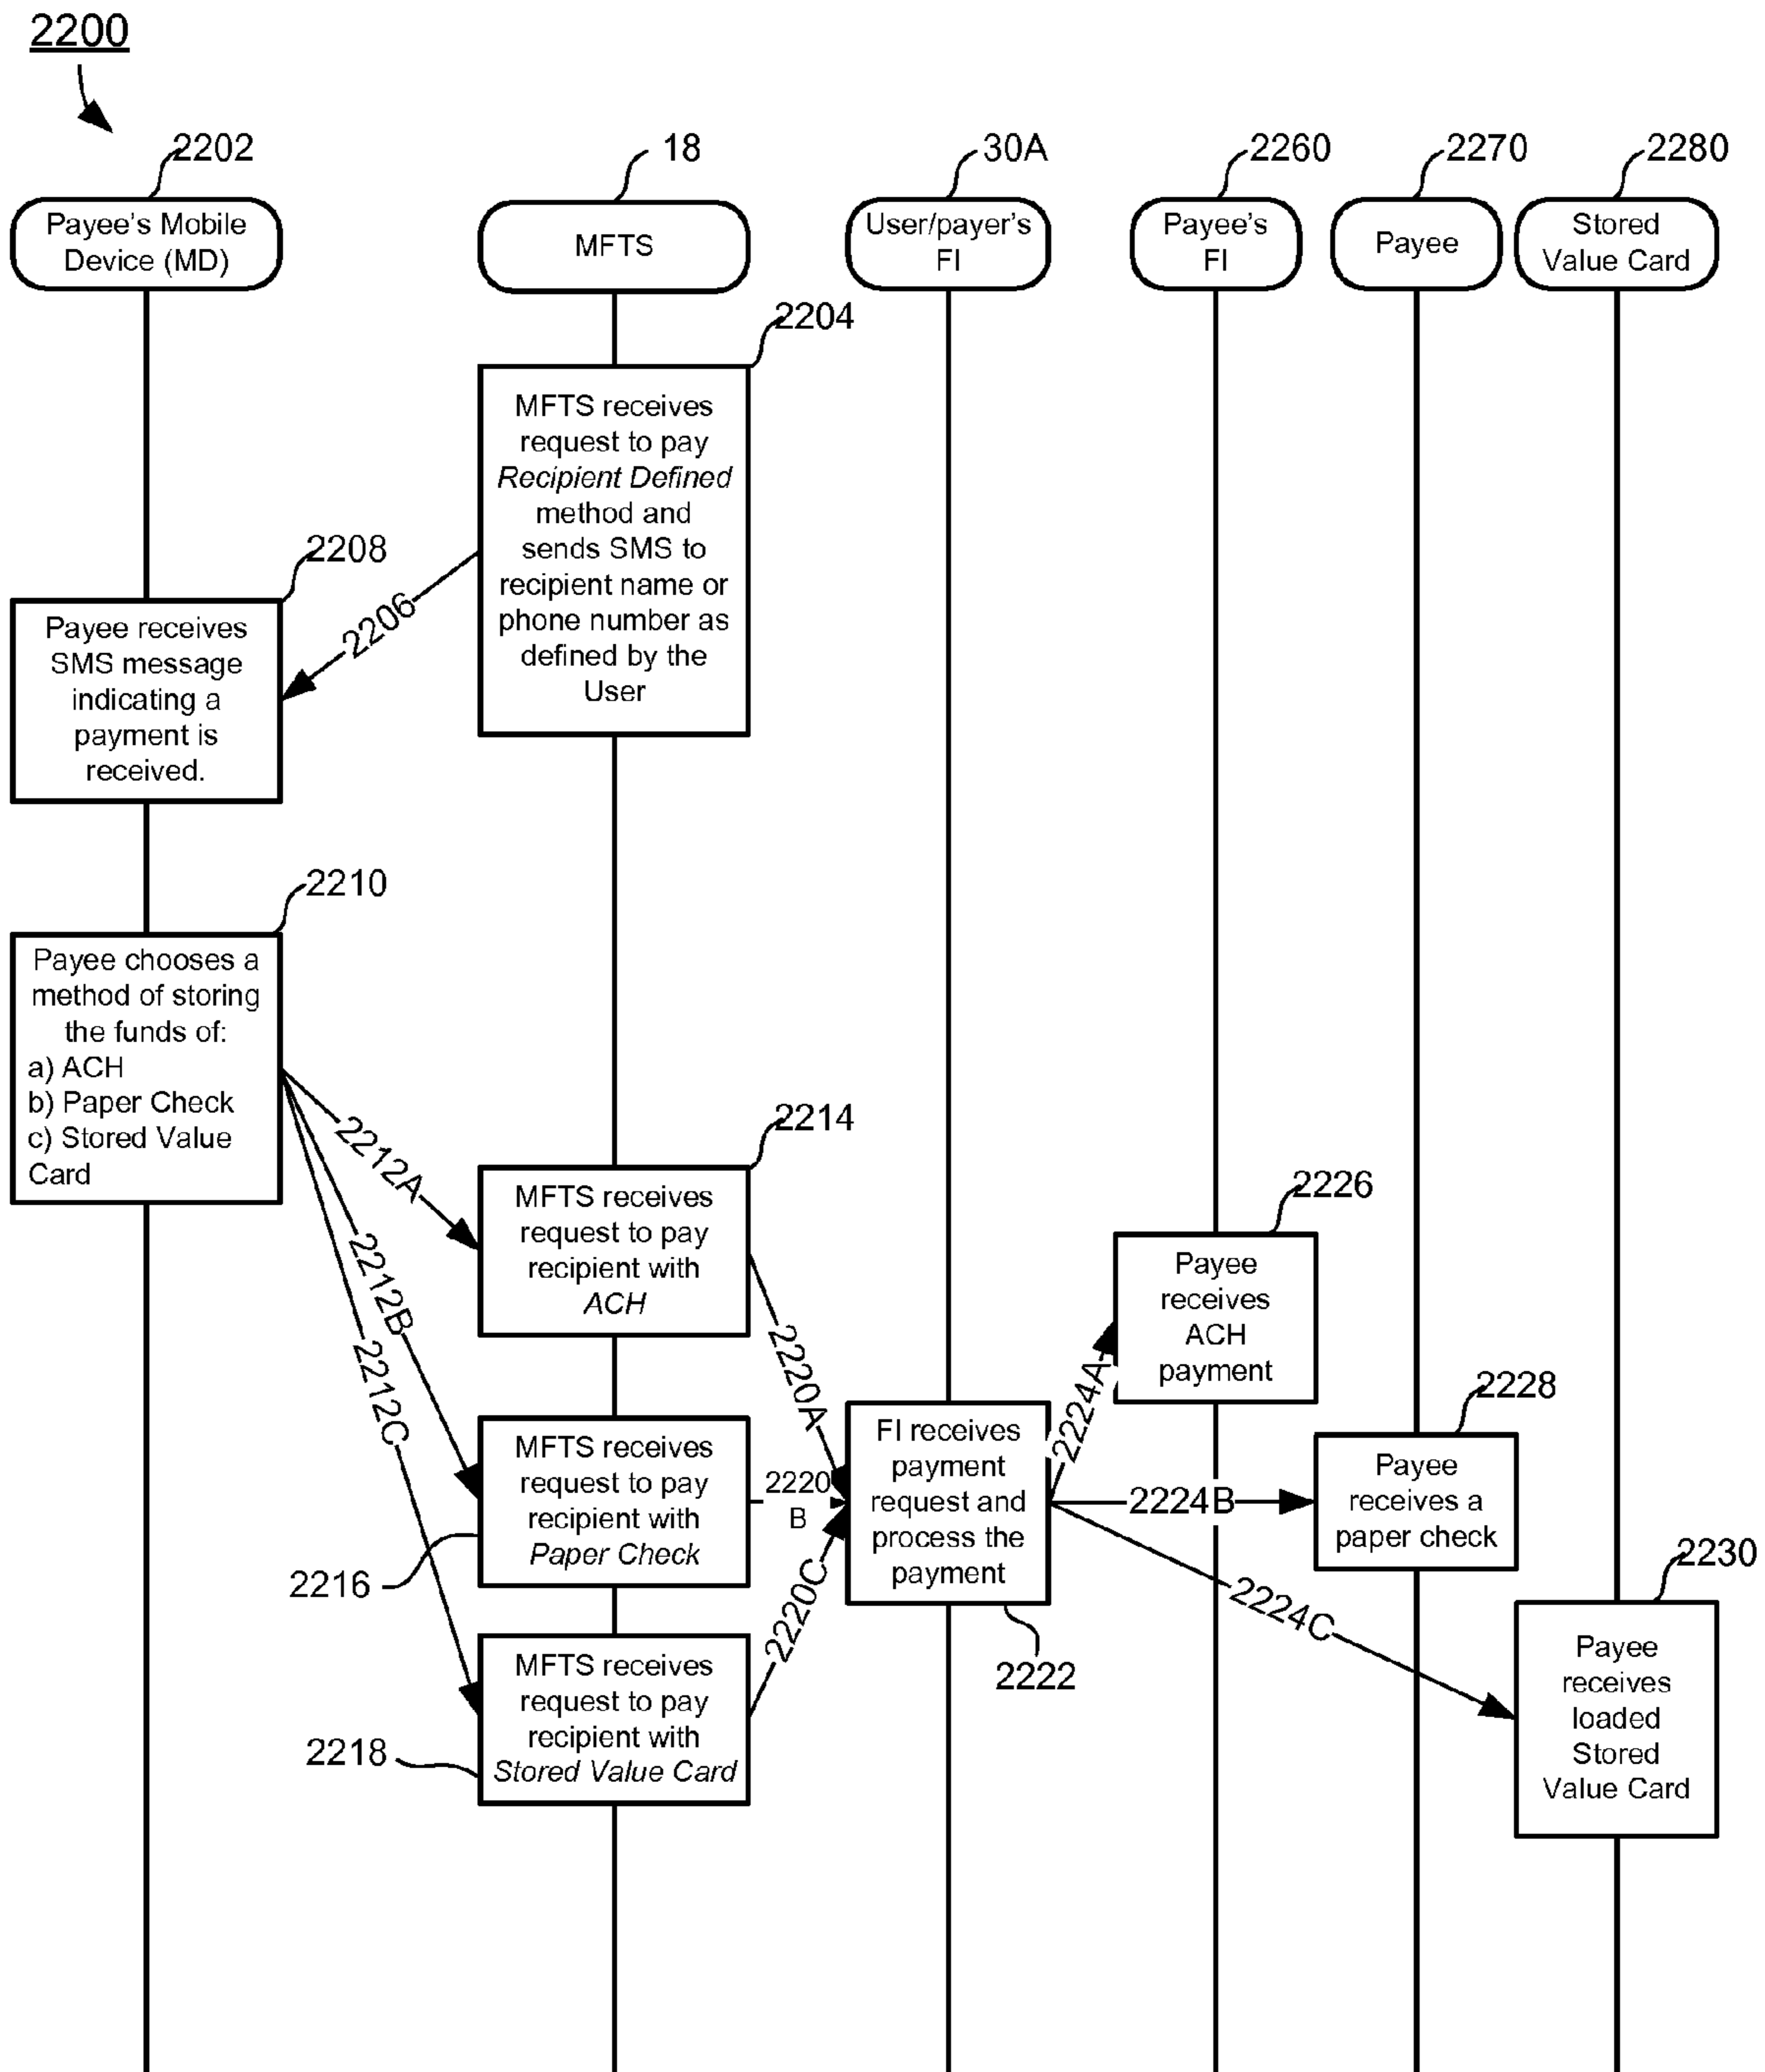 2200
2202
18
30A
2260
2270
2280
Payee's Mobile
Device (MD)
MFTS
User/payer's
FI
Payee's
FI
Payee
Stored
Value Card
2204
MFTS receives
request to pay
Recipient Defined
method and
sends SMS to
recipient name or
phone number as
defined by the
User
2206
2208
Payee receives
SMS message
indicating a
payment is
received.
2210
Payee chooses a
method of storing
the funds of:
a) ACH
b) Paper Check
c) Stored Value
Card
2212A
2212B
2212C
2214
MFTS receives
request to pay
recipient with
ACH
2216
MFTS receives
request to pay
recipient with
Paper Check
2218
MFTS receives
request to pay
recipient with
Stored Value Card
2220A
2220
B
2220C
FI receives
payment
request and
process the
payment
2222
2224A
2224B
2224C
2226
Payee
receives
ACH
payment
2228
Payee
receives a
paper check
2230
Payee
receives
loaded
Stored
Value Card